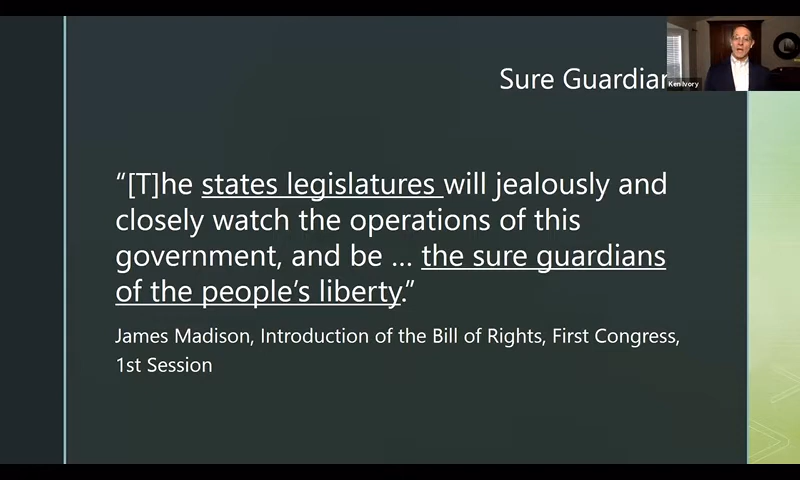 Sure Guardian
Ken Ivory
“[T]he states legislatures will jealously and
closely watch the operations of this
government, and be … the sure guardians
of the people’s liberty.”
James Madison, Introduction of the Bill of Rights, First Congress,
1st Session